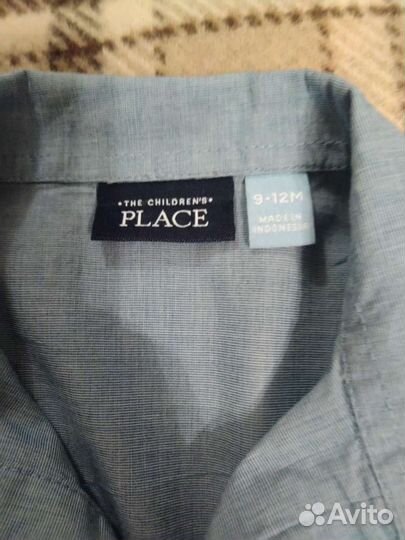 •THE CHILDREN'S•
PLACE
9-12M
MADE IN
INDONESIA
Avito